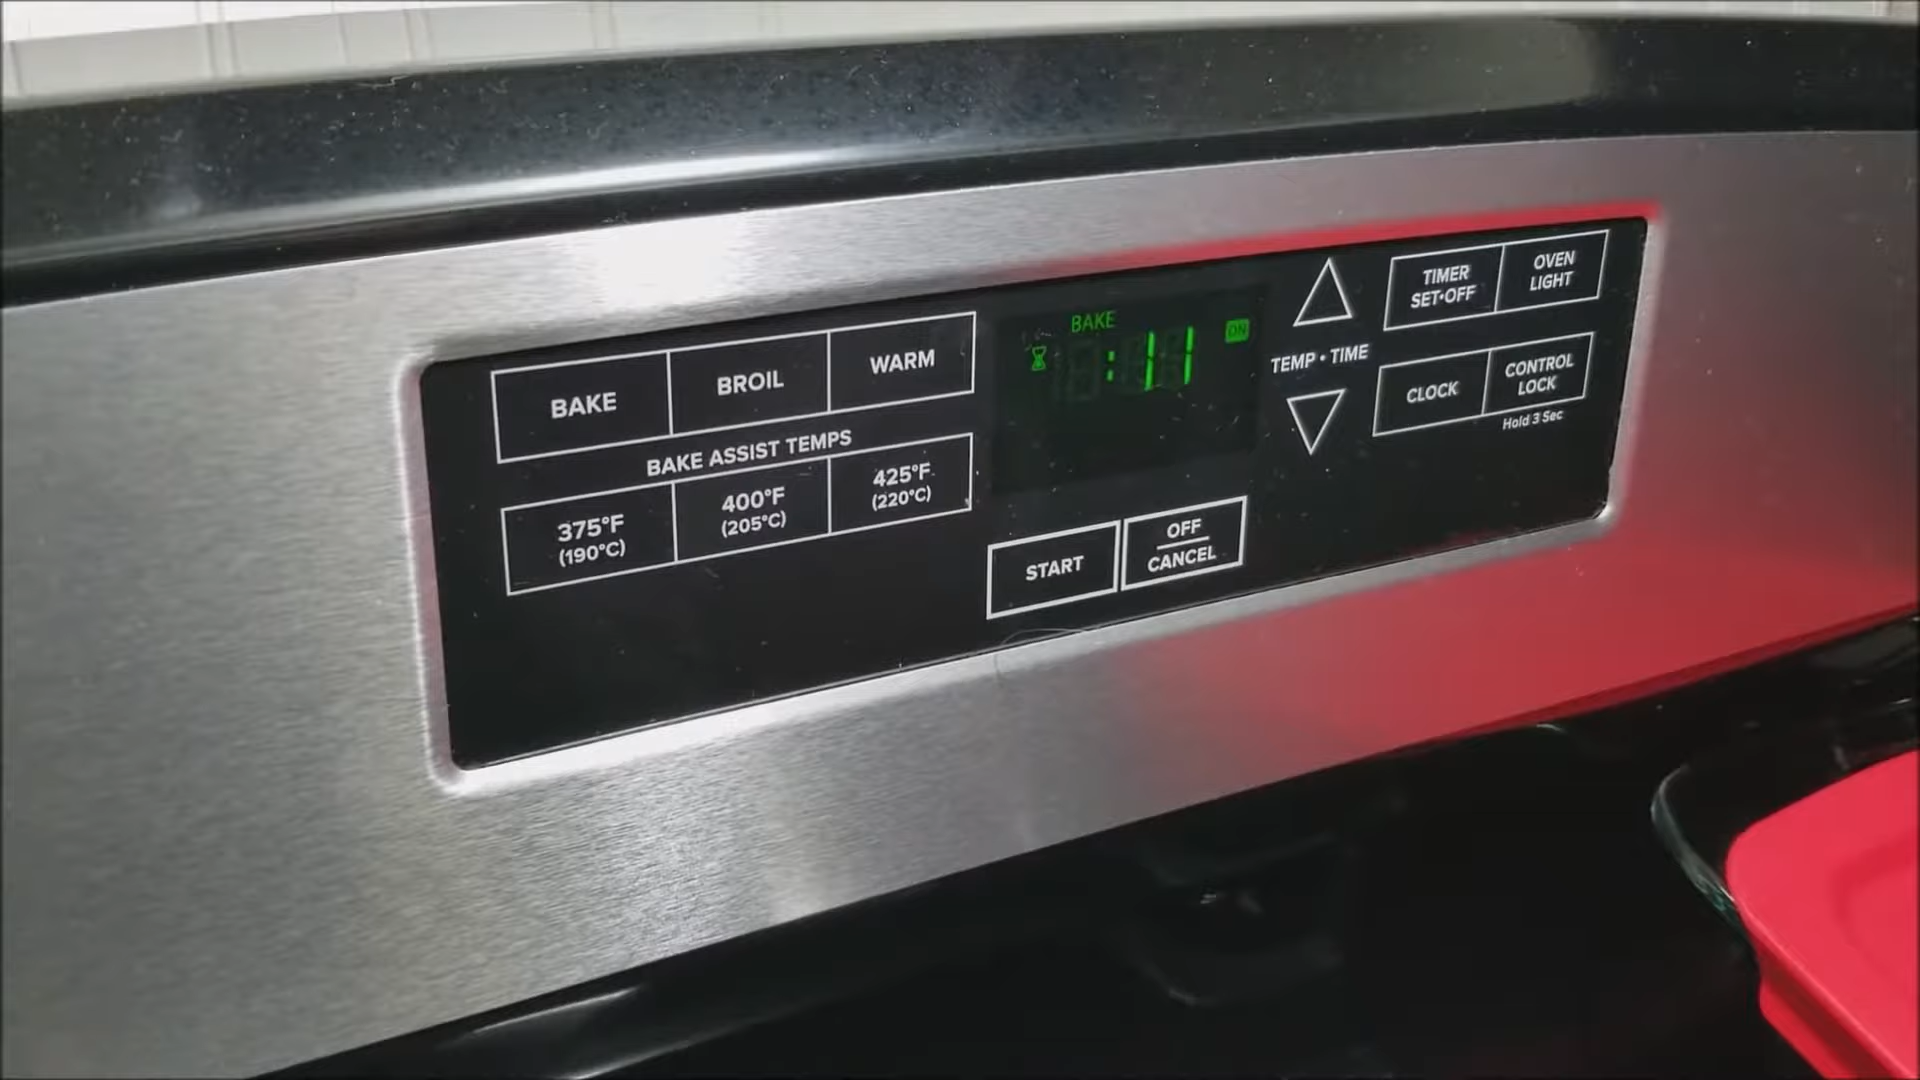 BAKE
BROIL
WARM
BAKE ASSIST TEMPS
375°F
(190°C)
400°F
(205°C)
425°F
(220°C)
BAKE
ON
:11
START
OFF
CANCEL
TEMP•TIME
TIMER
SET•OFF
OVEN
LIGHT
CLOCK
CONTROL
LOCK
Hold 3 Sec